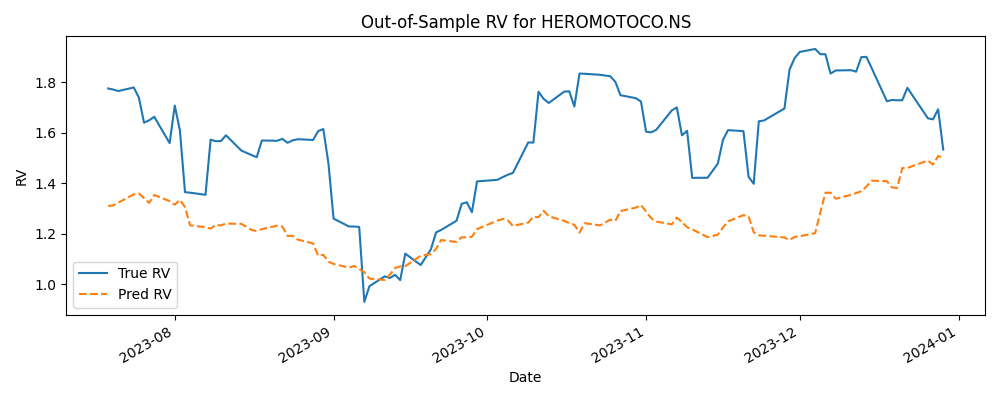 Out-of-Sample RV for HEROMOTOCO.NS
RV
1.8
1.6
1.4
1.2
1.0
True RV
Pred RV
2023-08
2023-09
2023-10
2023-11
2023-12
2024-01
Date